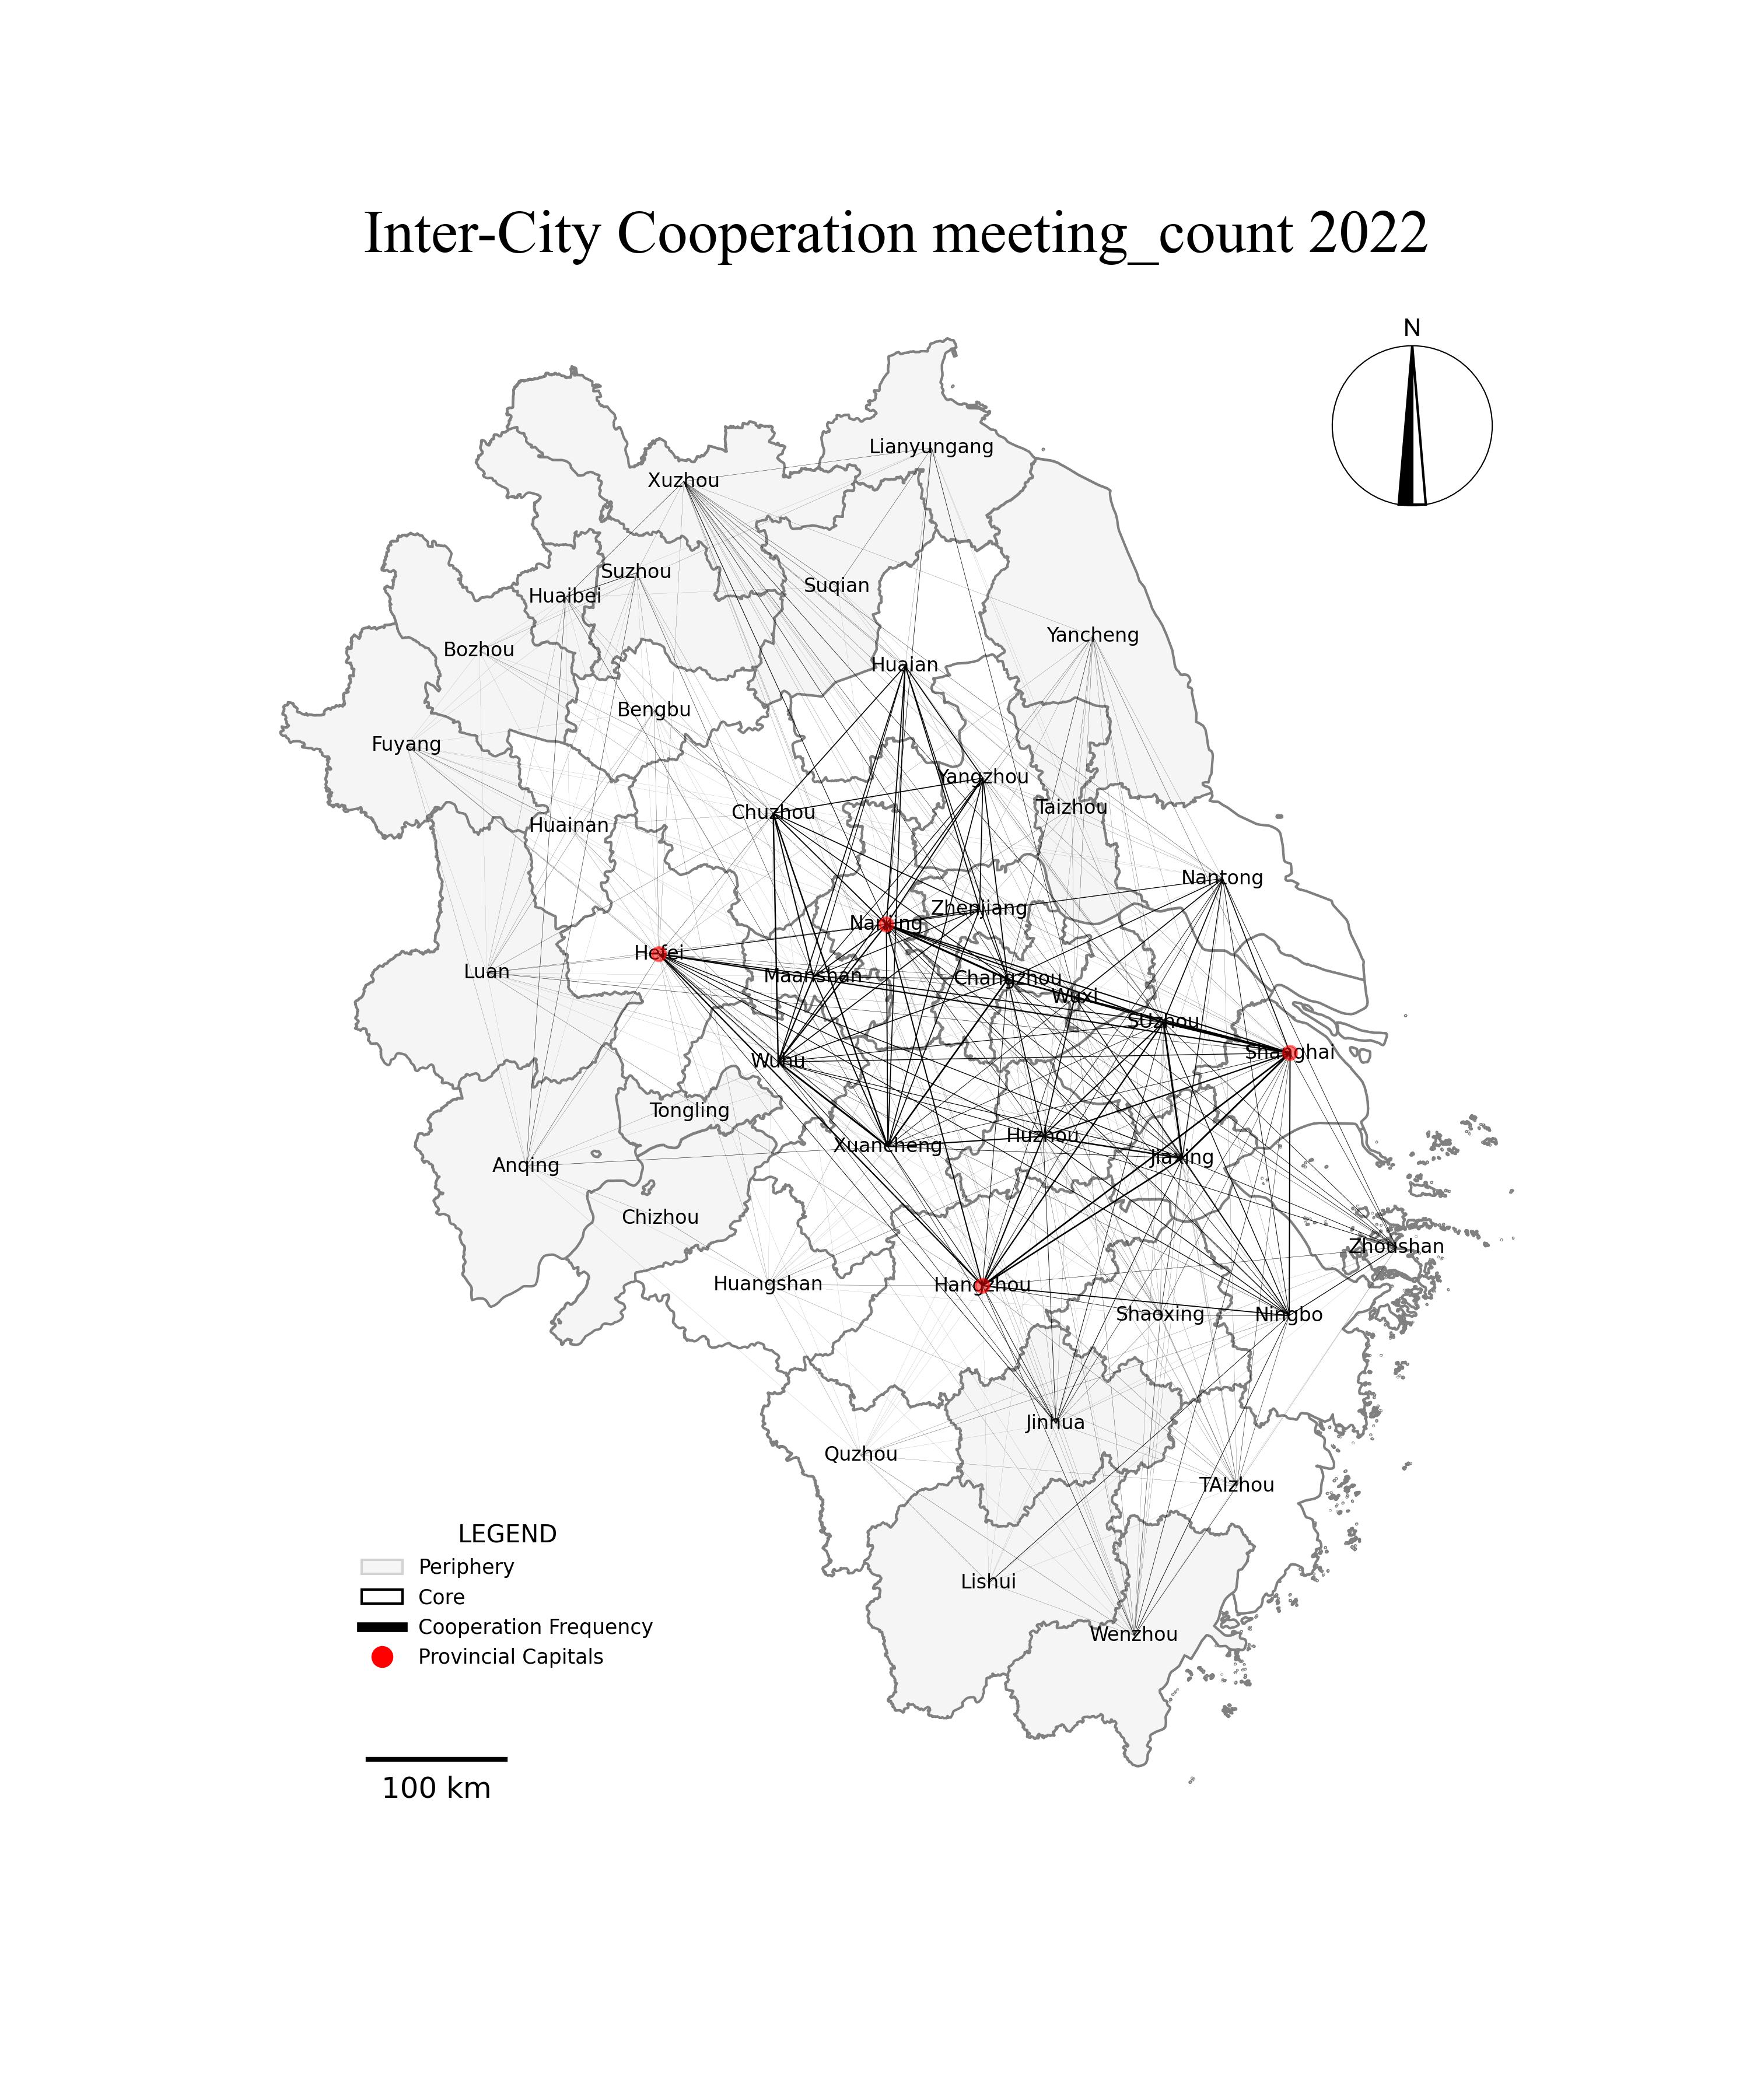 Inter-City Cooperation meeting_count 2022
N
Lianyungang
Xuzhou
Suzhou
Suqian
Huaibei
Yancheng
Bozhou
Huaian
Bengbu
Fuyang
Yangzhou
Taizhou
Chuzhou
Huainan
Nantong
Zhenjiang
Nanjing
Hefei
Luan
Maanshan
Changzhou
Wuxi
SUzhou
Shanghai
Wuhu
Tongling
Huzhou
Xuancheng
Jiaxing
Anqing
Chizhou
Zhoushan
Huangshan
Hangzhou
Shaoxing
Ningbo
Jinhua
Quzhou
TAIzhou
Lishui
Wenzhou
LEGEND
Periphery
Core
Cooperation Frequency
Provincial Capitals
100 km